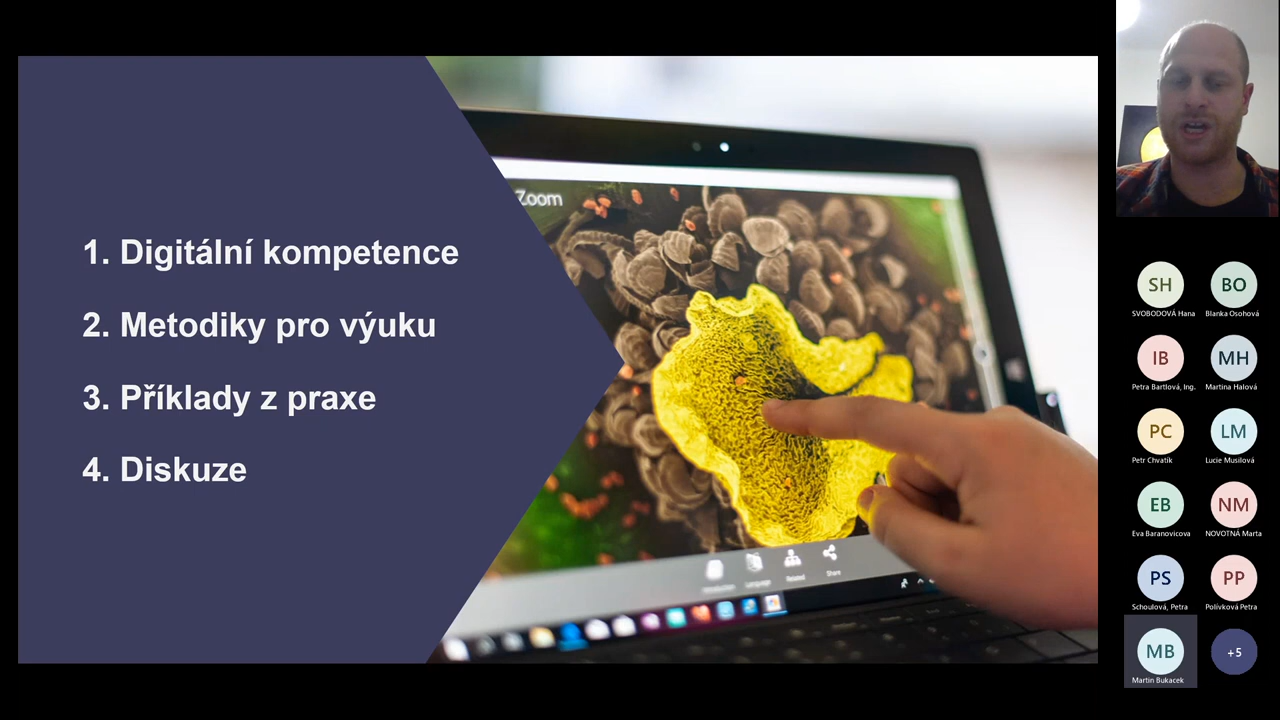 1. Digitální kompetence
2. Metodiky pro výuku
3. Příklady z praxe
4. Diskuze
Zoom
Share
SH
SVOBODOVÁ Hana
BO
Blanka Osohová
IB
Petra Bartlová, Ing.
MH
Martina Halová
PC
Petr Chvatík
LM
Lucie Musilová
EB
Eva Baranovicova
NM
NOVOTNÁ Marta
PS
Schoulová, Petra
PP
Polívková Petra
MB
Martin Bukacek
+5